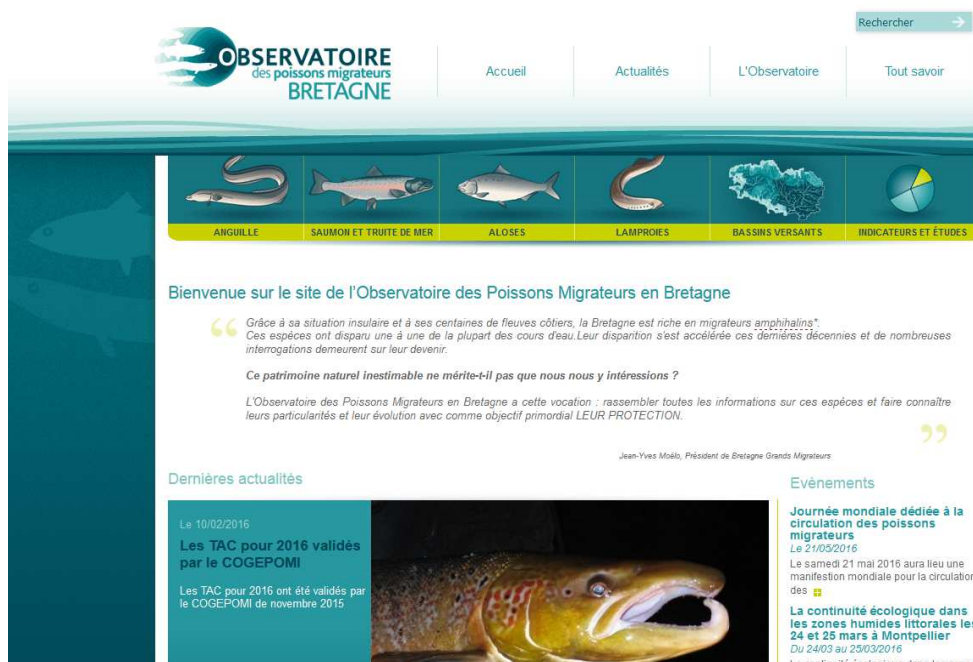 Rechercher
OBSERVATOIRE
des poissons migrateurs
BRETAGNE
Accueil
Actualités
L'Observatoire
Tout savoir
ANGUILLE
SAUMON ET TRUITE DE MER
ALOSES
LAMPROIES
BASSINS VERSANTS
INDICATEURS ET ÉTUDES
Bienvenue sur le site de l'Observatoire des Poissons Migrateurs en Bretagne
Grâce à sa situation insulaire et à ses centaines de fleuves côtiers, la Bretagne est riche en migrateurs amphihalins*.
Ces espèces ont disparu une à une de la plupart des cours d'eau.Leur disparition s'est accélérée ces dernières décennies et de nombreuses
interrogations demeurent sur leur devenir.
Ce patrimoine naturel inestimable ne mérite-t-il pas que nous nous y intéressions ?
L'Observatoire des Poissons Migrateurs en Bretagne a cette vocation : rassembler toutes les informations sur ces espèces et faire connaître
leurs particularités et leur évolution avec comme objectif primordial LEUR PROTECTION.
Jean-Yves Moëlo, Président de Bretagne Grands Migrateurs
Dernières actualités
Le 10/02/2016
Les TAC pour 2016 validés
par le COGEPOMI
Les TAC pour 2016 ont été validés par
le COGEPOMI de novembre 2015
Evènements
Journée mondiale dédiée à la
circulation des poissons
migrateurs
Le 21/05/2016
Le samedi 21 mai 2016 aura lieu une
manifestion mondiale pour la circulation
des
La continuité écologique dans
les zones humides littorales les
24 et 25 mars à Montpellier
Du 24/03 au 25/03/2016